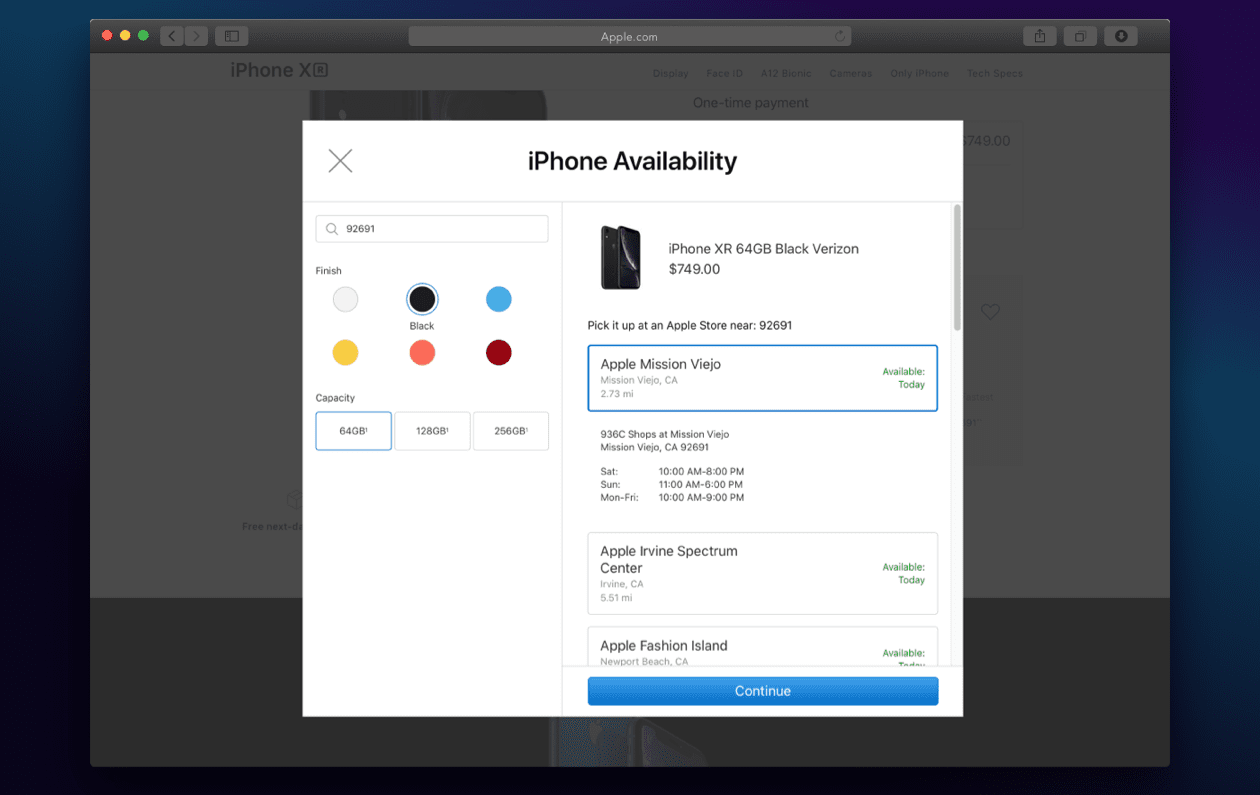 Apple.com
iPhone XR
Display Face ID A12 Bionic Cameras Only iPhone Tech Specs
One-time payment
$749.00
iPhone Availability
92691
Finish
Black
Capacity
64GB¹ 128GB¹ 256GB¹
iPhone XR 64GB Black Verizon
$749.00
Pick it up at an Apple Store near: 92691
Apple Mission Viejo
Mission Viejo, CA
2.73 mi
Available:
Today
936C Shops at Mission Viejo
Mission Viejo, CA 92691
Sat: 10:00 AM-8:00 PM
Sun: 11:00 AM-6:00 PM
Mon-Fri: 10:00 AM-9:00 PM
Apple Irvine Spectrum
Center
Irvine, CA
5.51 mi
Available:
Today
Apple Fashion Island
Newport Beach, CA
Available:
Today
Continue
Free next-da